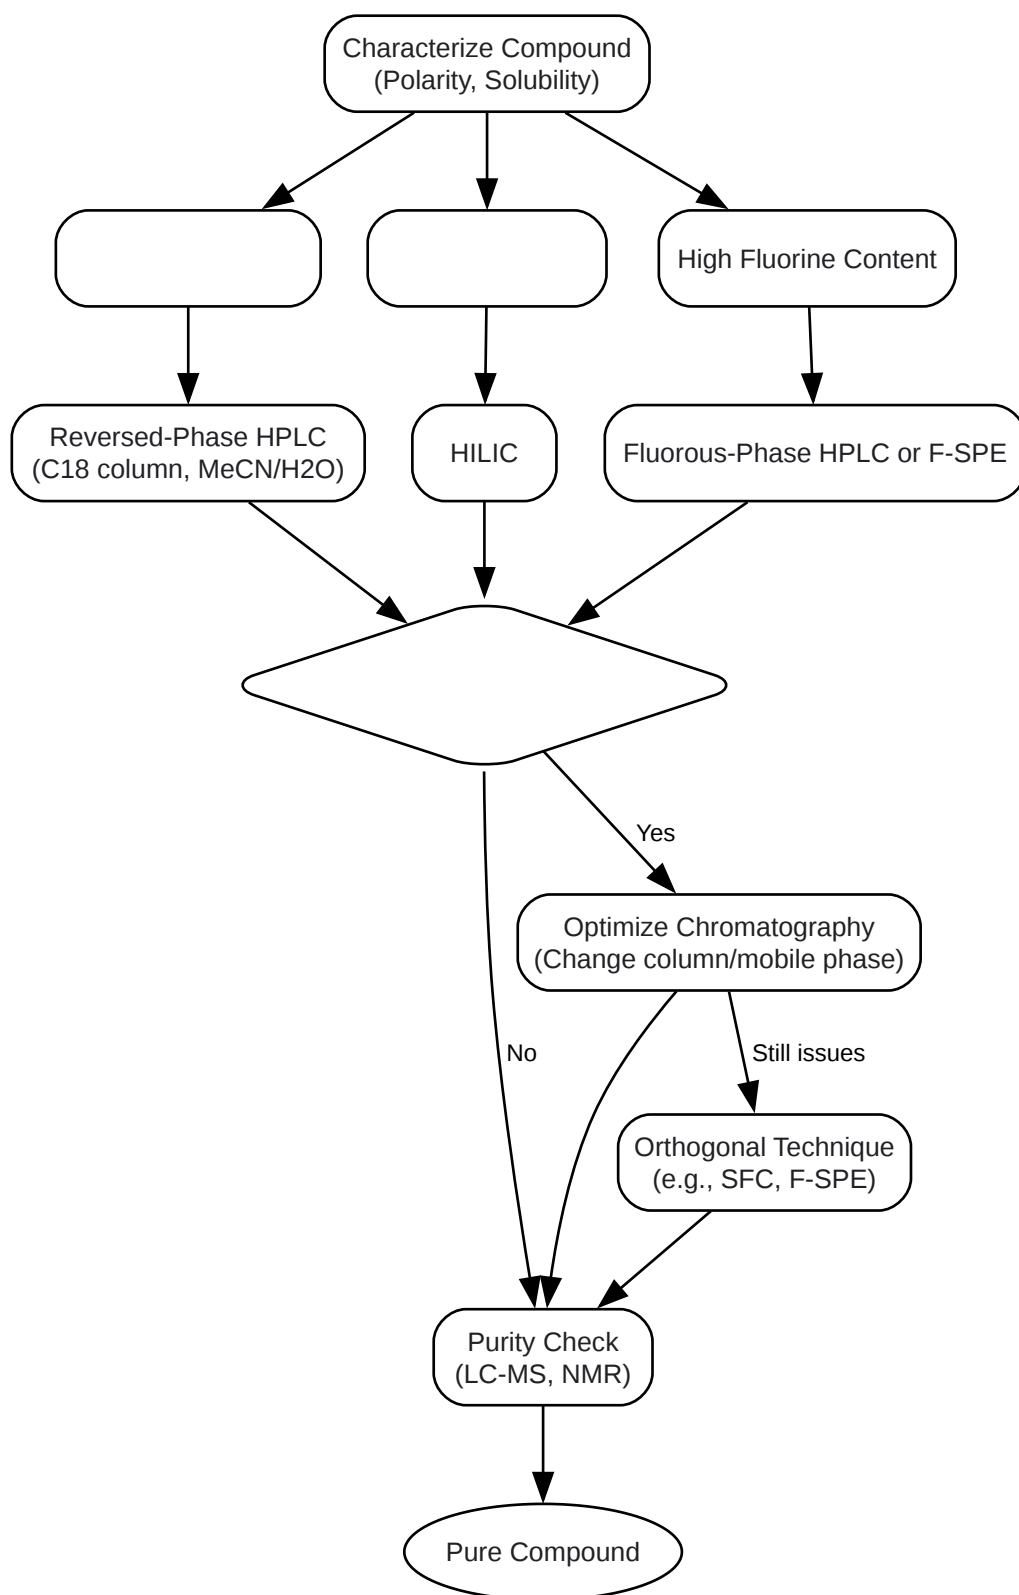 Characterize Compound
(Polarity, Solubility)
High Fluorine Content
Reversed-Phase HPLC
(C18 column, MeCN/H2O)
HILIC
Fluorous-Phase HPLC or F-SPE
Yes
Optimize Chromatography
(Change column/mobile phase)
No
Still issues
Orthogonal Technique
(e.g., SFC, F-SPE)
Purity Check
(LC-MS, NMR)
Pure Compound